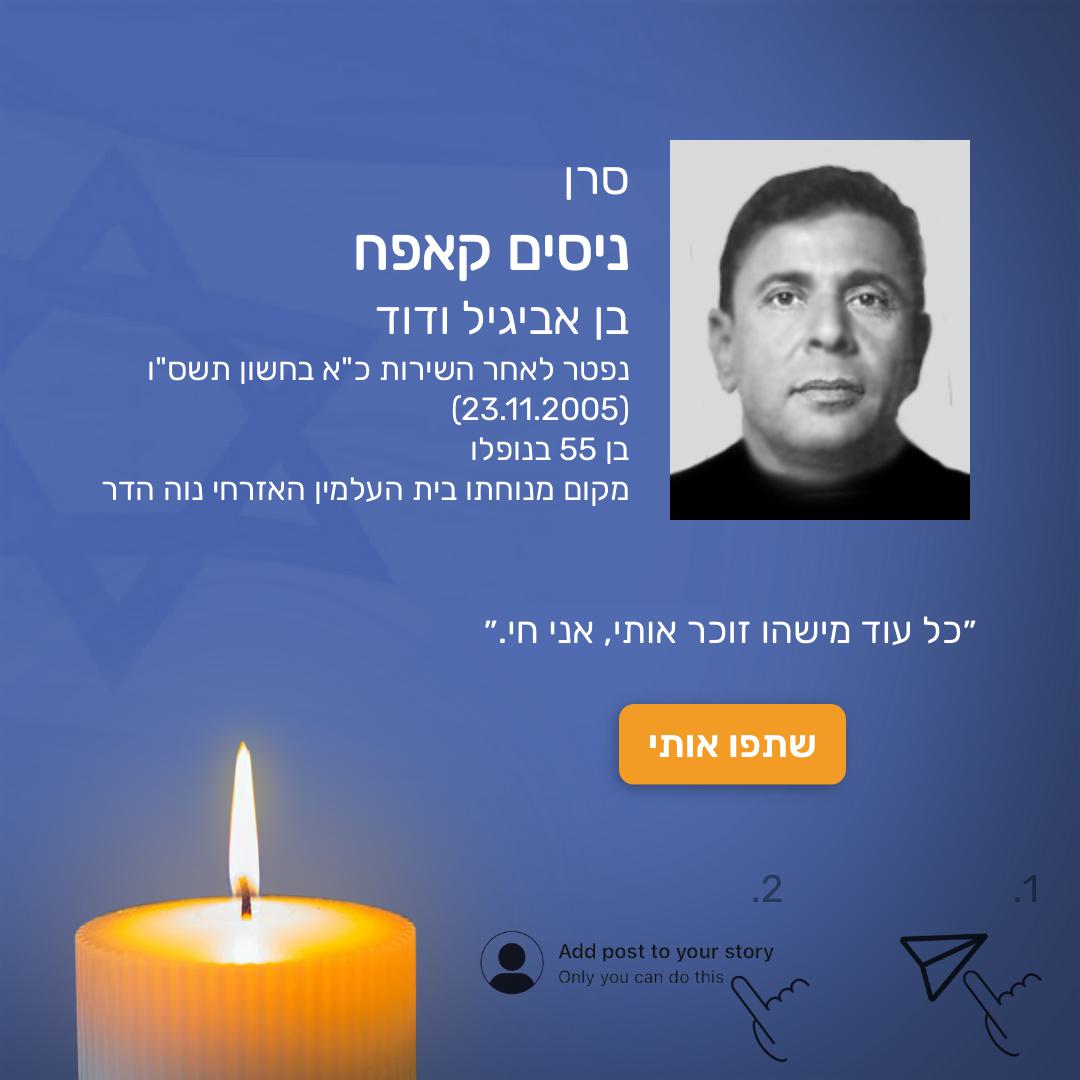 סרן
ניסים קאפח
בן אביגיל ודוד
נפטר לאחר השירות כ"א בחשון תשס"ו
(23.11.2005)
בן 55 בנופלו
מקום מנוחתו בית העלמין האזרחי נוה הדר
״כל עוד מישהו זוכר אותי, אני חי.״
שתפו אותי
1.
2.
Add post to your story
Only you can do this